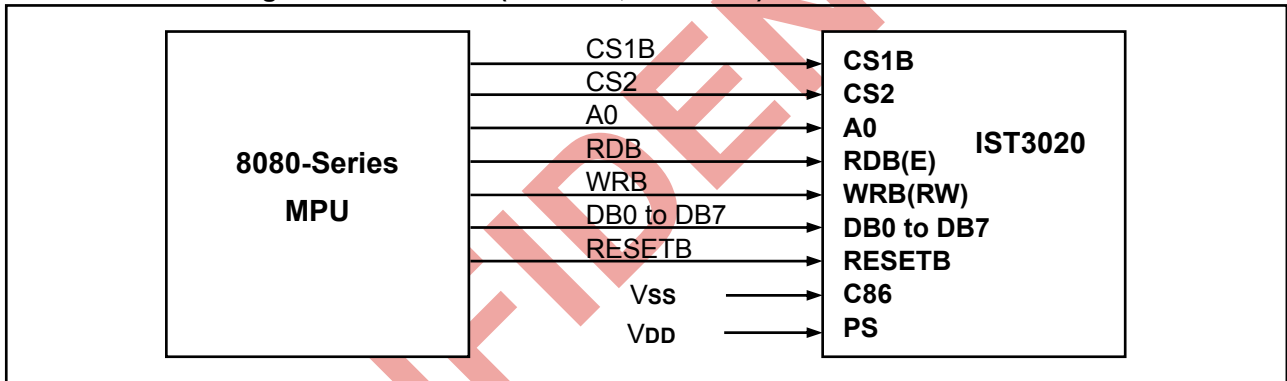 8080-Series
MPU
CS1B
CS2
A0
RDB
WRB
DB0 to DB7
RESETB
VSS
VDD
CS1B
CS2
A0
RDB(E)
WRB(RW)
DB0 to DB7
RESETB
C86
PS
IST3020